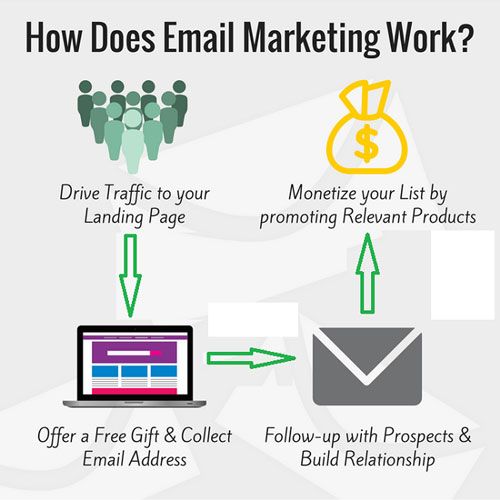 How Does Email Marketing Work?
Drive Traffic to your
Landing Page
$
Monetize your List by
promoting Relevant Products
Offer a Free Gift & Collect
Email Address
Follow-up with Prospects &
Build Relationship